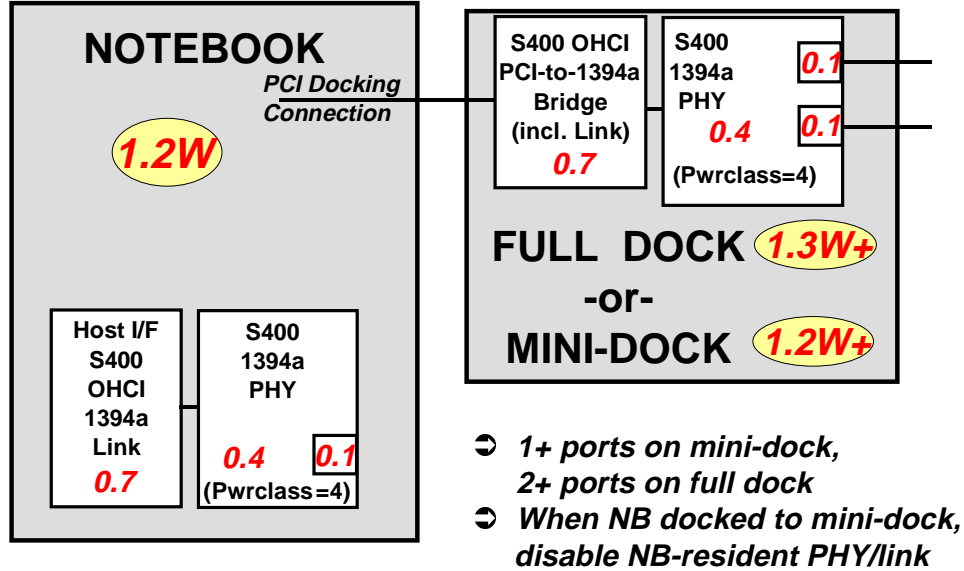 NOTEBOOK
PCI Docking
Connection
1.2W
Host I/F
S400
OHCI
1394a
Link
0.7
S400
1394a
PHY
0.4
0.1
(Pwrclass=4)
S400 OHCI
PCI-to-1394a
Bridge
(incl. Link)
0.7
S400
1394a
PHY
0.4
0.1
0.1
(Pwrclass=4)
FULL DOCK 1.3W+
-or-
MINI-DOCK 1.2W+
➲ 1+ ports on mini-dock,
2+ ports on full dock
➲ When NB docked to mini-dock,
disable NB-resident PHY/link